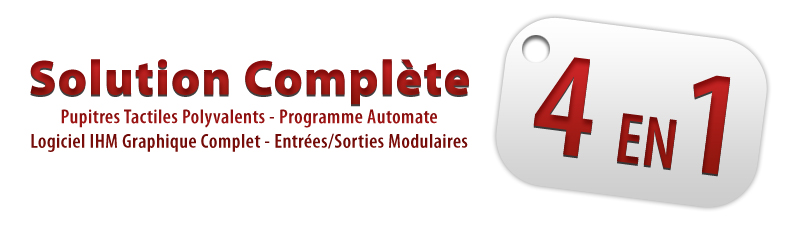 Solution Complète
Pupitres Tactiles Polyvalents - Programme Automate
Logiciel IHM Graphique Complet - Entrées/Sorties Modulaires
4 EN 1